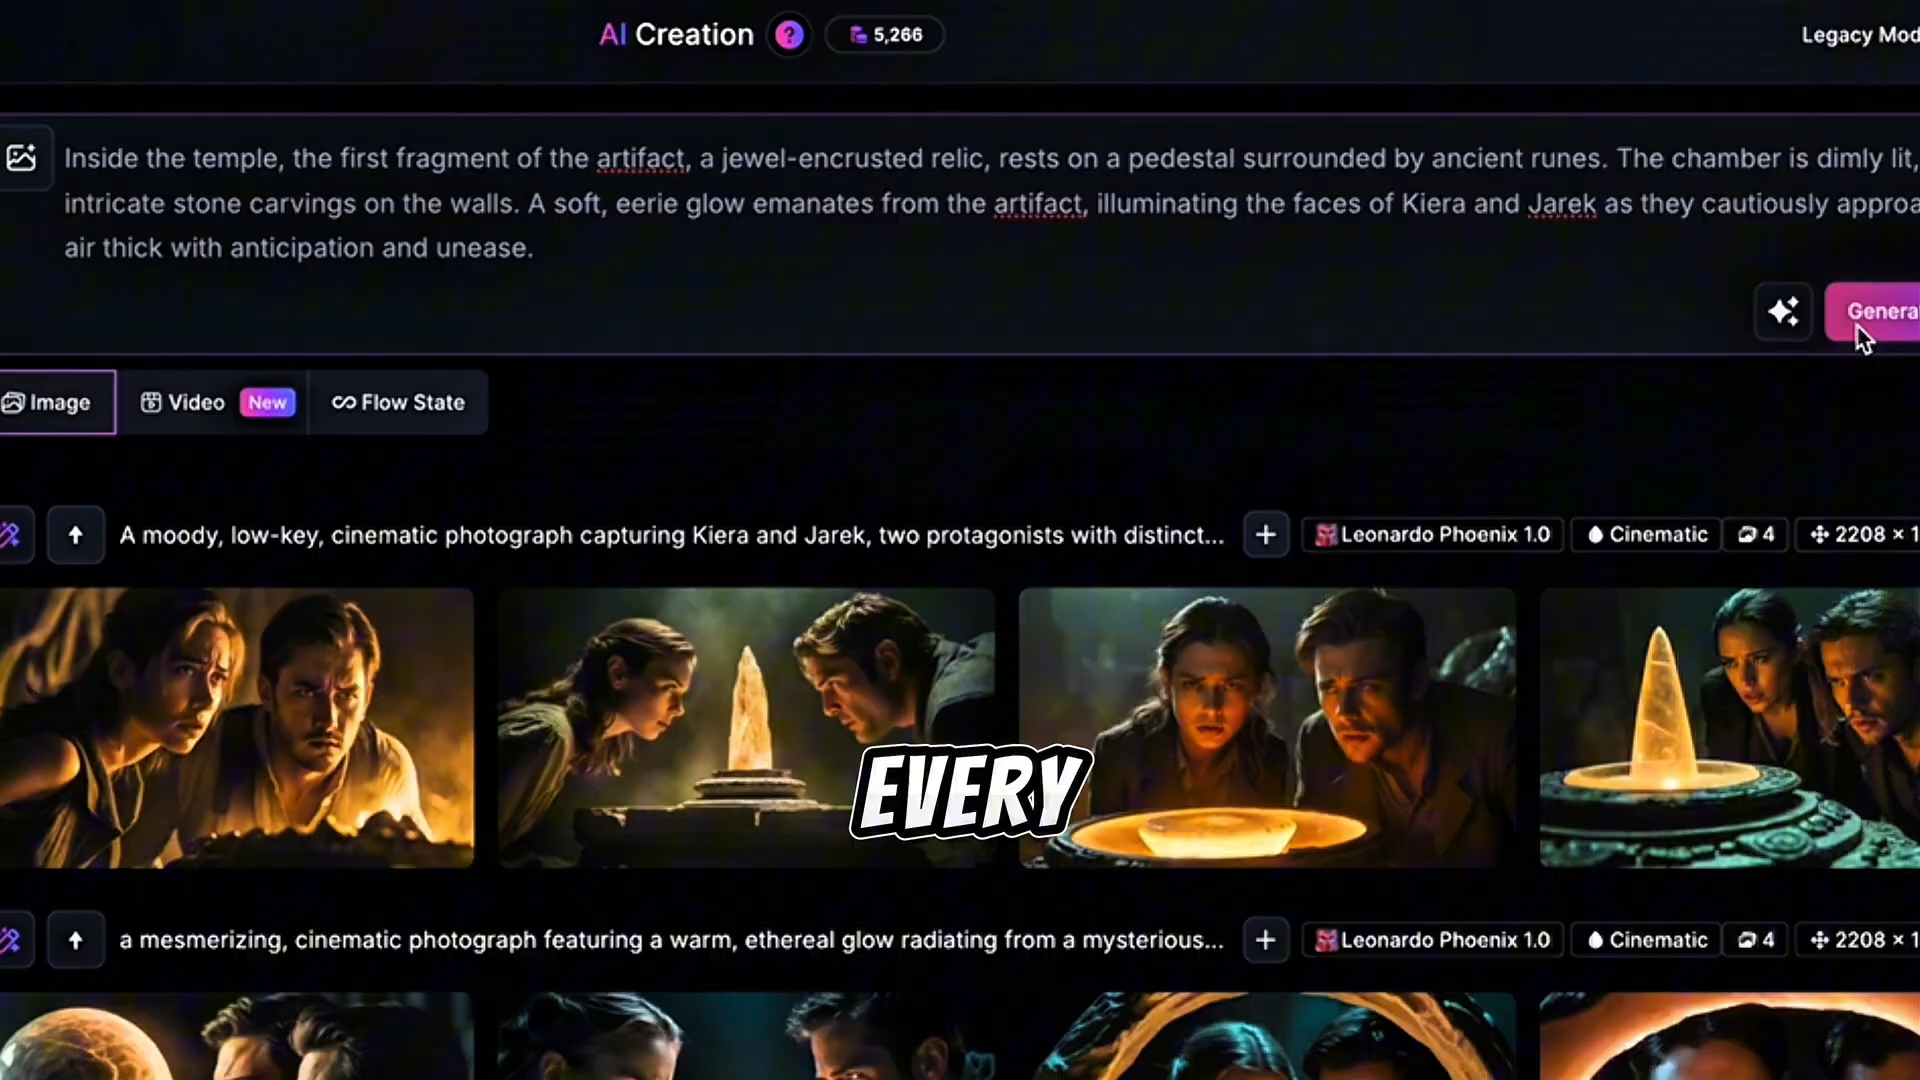 AI Creation
?
5,266
Legacy Mod
Inside the temple, the first fragment of the artifact, a jewel-encrusted relic, rests on a pedestal surrounded by ancient runes. The chamber is dimly lit,
intricate stone carvings on the walls. A soft, eerie glow emanates from the artifact, illuminating the faces of Kiera and Jarek as they cautiously approa
air thick with anticipation and unease.
Genera
Image
Video New
Flow State
A moody, low-key, cinematic photograph capturing Kiera and Jarek, two protagonists with distinct...
Leonardo Phoenix 1.0
Cinematic
4
2208 × 1
EVERY
a mesmerizing, cinematic photograph featuring a warm, ethereal glow radiating from a mysterious...
Leonardo Phoenix 1.0
Cinematic
4
2208 × 1